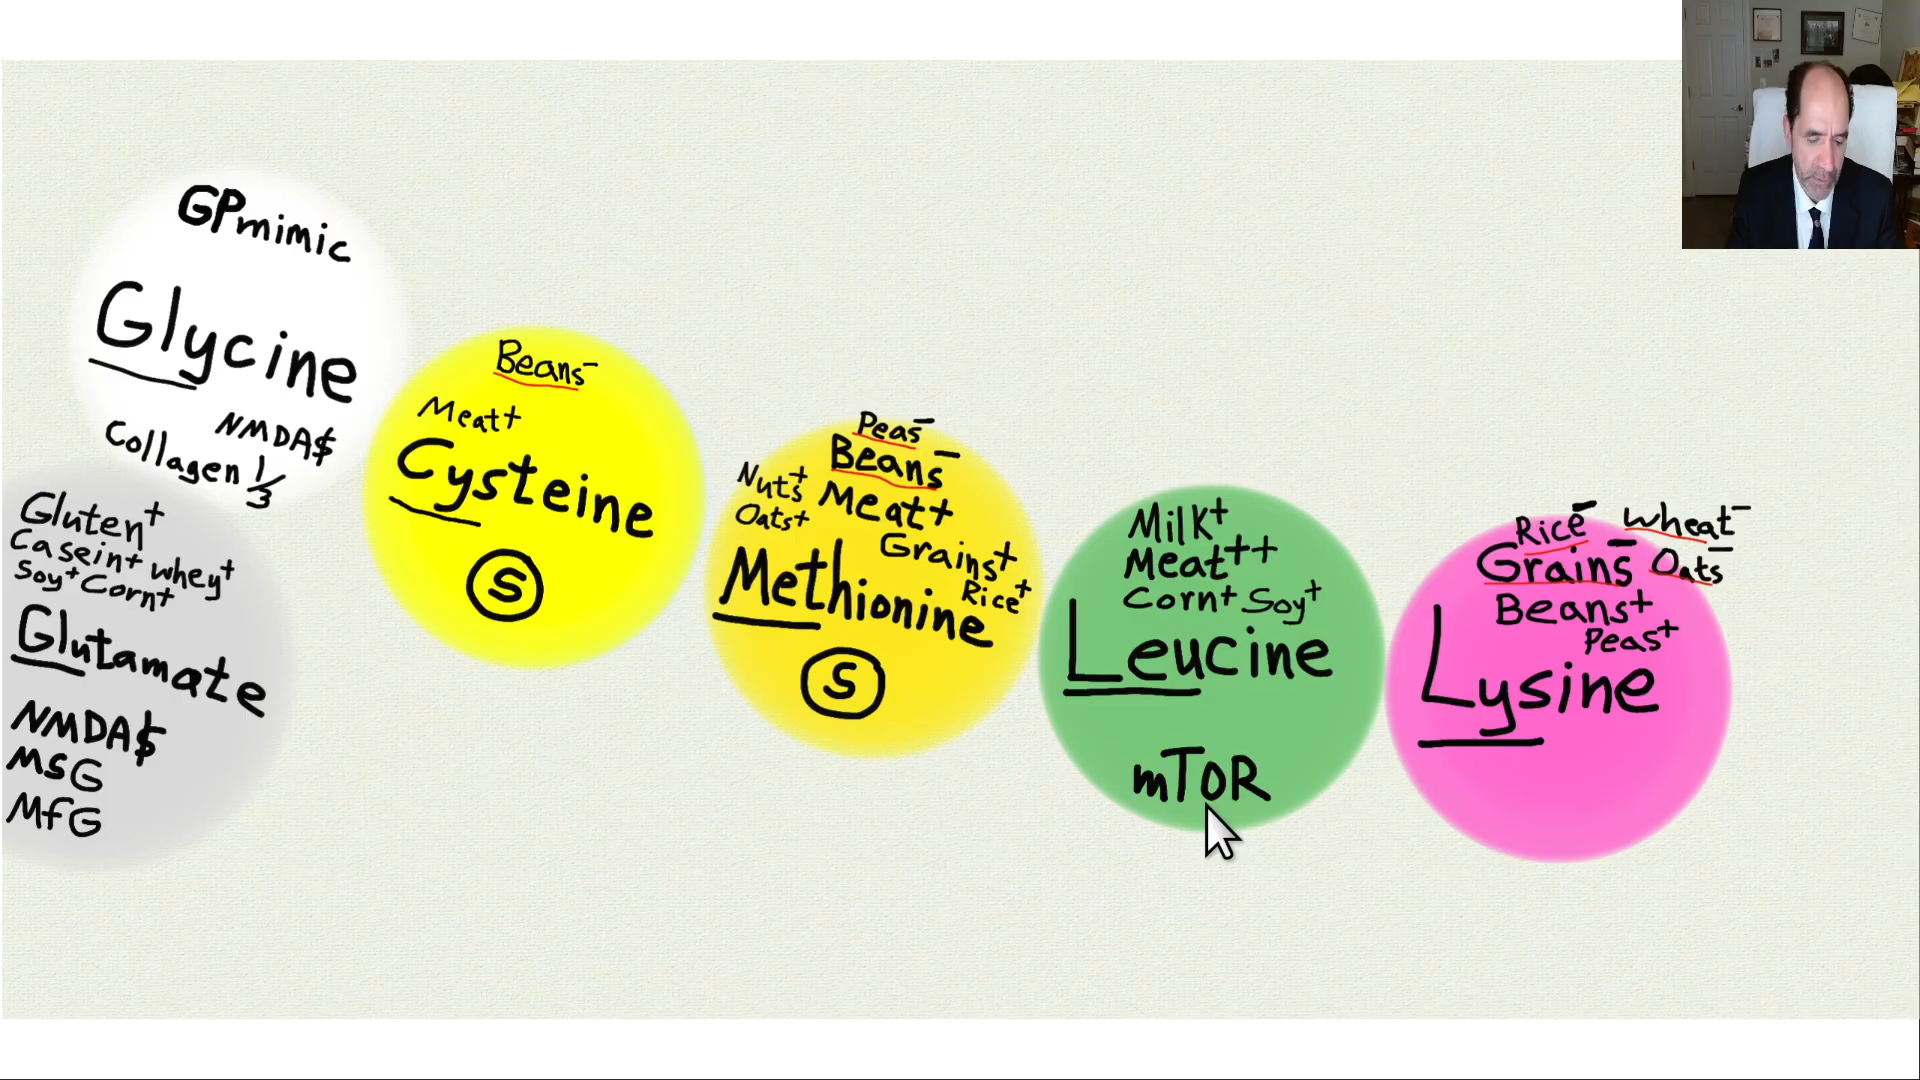 GPmimic
Glycine
NMDA$
Collagen 1/3
Gluten+
Casein+ Whey+
Soy+ Corn+
Glutamate
NMDA$
MSG
MfG
Beans-
Meat+
Cysteine
S
Peas-
Beans-
Nuts+ Meat+
Oats+
Grains+
Rice+
Methionine
S
Milk+
Meat++
Corn+ Soy+
Leucine
mTOR
Rice- Wheat-
Grains- Oats-
Beans+
Peas+
Lysine